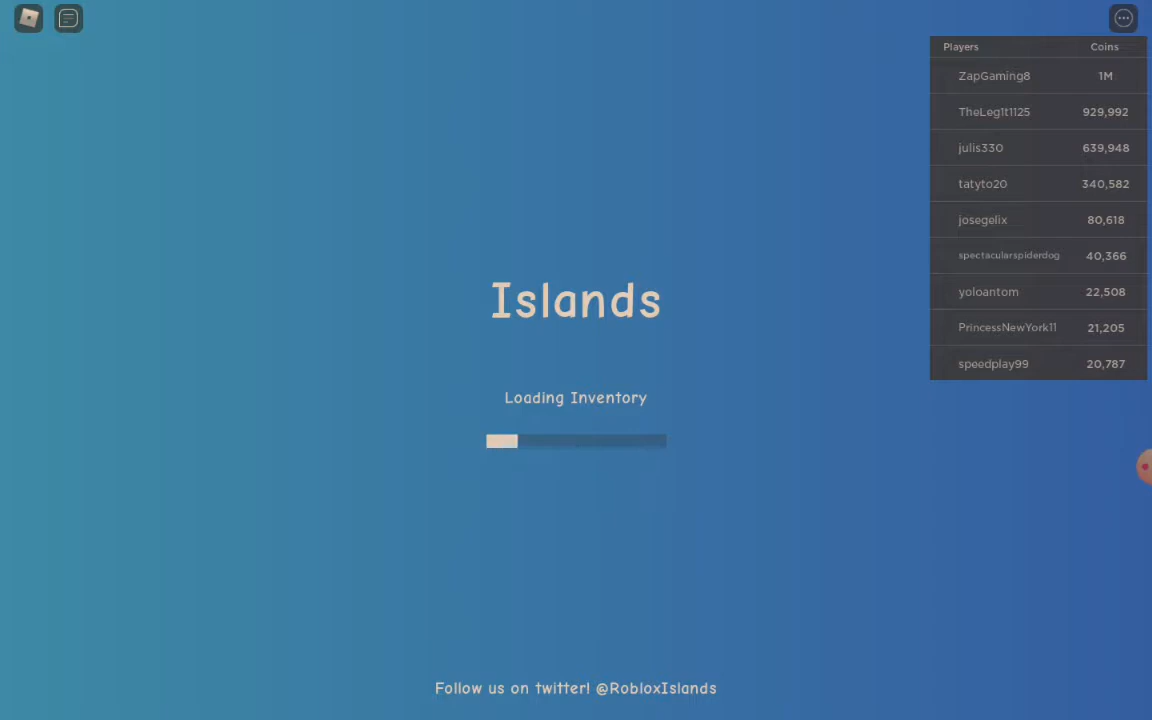 Players Coins
ZapGaming8 1M
TheLeg1t1125 929,992
julis330 639,948
tatyto20 340,582
josegelix 80,618
spectacularspiderdog 40,366
yoloantom 22,508
PrincessNewYork11 21,205
speedplay99 20,787
Islands
Loading Inventory
Follow us on twitter! @RobloxIslands